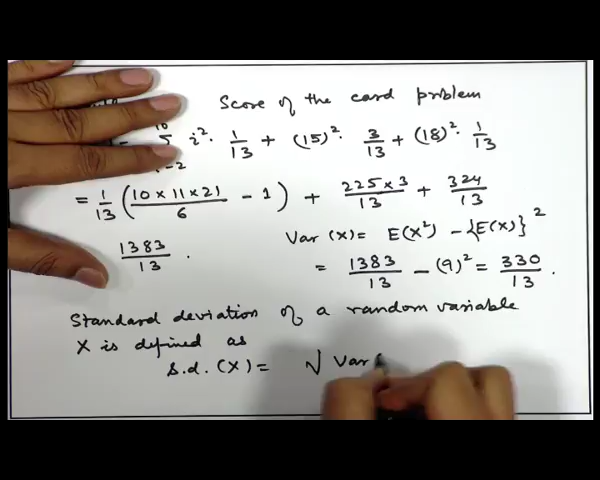 Score of the card problem
i². 1/13 + (15)². 3/13 + (18)². 1/13
= 1/13 (10×11×21/6 - 1) + 225×3/13 + 324/13
1383/13 .
Var (X) = E(X²) - {E(X)}²
= 1383/13 - (9)² = 330/13 .
Standard deviation of a random variable
X is defined as
s.d. (X) = √ Var